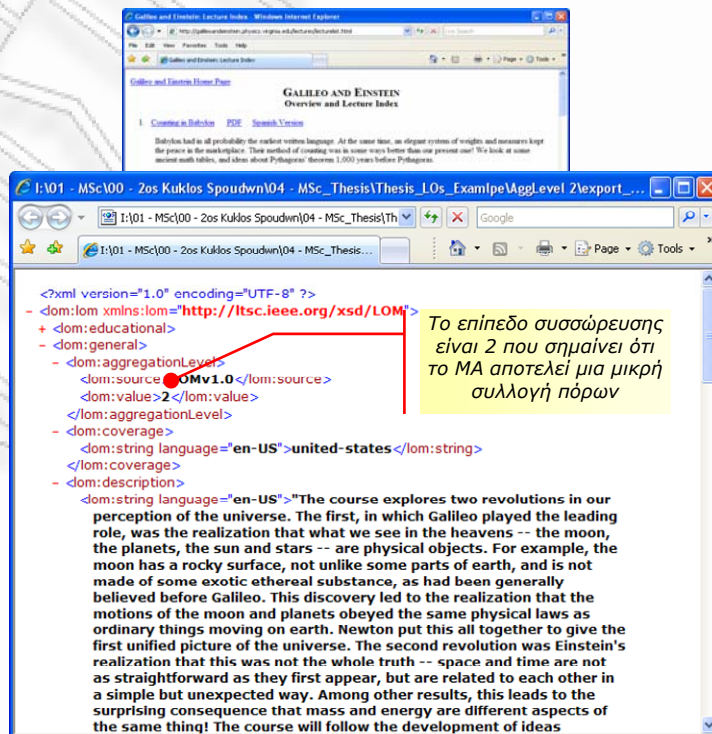 Galileo and Einstein: Lecture Index - Windows Internet Explorer
http://galileoandeinstein.physics.virginia.edu/lectures/lecturelist.html
Live Search
File Edit View Favorites Tools Help
Galileo and Einstein: Lecture Index
Page Tools
Galileo and Einstein Home Page
GALILEO AND EINSTEIN
Overview and Lecture Index
1. Counting in Babylon PDF Spanish Version
Babylon had in all probability the earliest written language. At the same time, an elegant system of weights and measures kept
the peace in the marketplace. Their method of counting was in some ways better than our present one! We look at some
ancient math tables, and ideas about Pythagoras' theorem 1,000 years before Pythagoras.
I:\01 - MSc\00 - 2os Kuklos Spoudwn\04 - MSc_Thesis\Thesis_LOs_Examlpe\AggLevel 2\export_...
I:\01 - MSc\00 - 2os Kuklos Spoudwn\04 - MSc_Thesis\Th
Google
I:\01 - MSc\00 - 2os Kuklos Spoudwn\04 - MSc_Thesis...
Page Tools
<?xml version="1.0" encoding="UTF-8" ?>
- <lom:lom xmlns:lom="http://ltsc.ieee.org/xsd/LOM">
+ <lom:educational>
- <lom:general>
- <lom:aggregationLevel>
<lom:source OMv1.0</lom:source>
<lom:value>2</lom:value>
</lom:aggregationLevel>
- <lom:coverage>
<lom:string language="en-US">united-states</lom:string>
</lom:coverage>
- <lom:description>
<lom:string language="en-US">"The course explores two revolutions in our
perception of the universe. The first, in which Galileo played the leading
role, was the realization that what we see in the heavens -- the moon,
the planets, the sun and stars -- are physical objects. For example, the
moon has a rocky surface, not unlike some parts of earth, and is not
made of some exotic ethereal substance, as had been generally
believed before Galileo. This discovery led to the realization that the
motions of the moon and planets obeyed the same physical laws as
ordinary things moving on earth. Newton put this all together to give the
first unified picture of the universe. The second revolution was Einstein's
realization that this was not the whole truth -- space and time are not
as straightforward as they first appear, but are related to each other in
a simple but unexpected way. Among other results, this leads to the
surprising consequence that mass and energy are different aspects of
the same thing! The course will follow the development of ideas
Το επίπεδο συσσώρευσης
είναι 2 που σημαίνει ότι
το ΜΑ αποτελεί μια μικρή
συλλογή πόρων